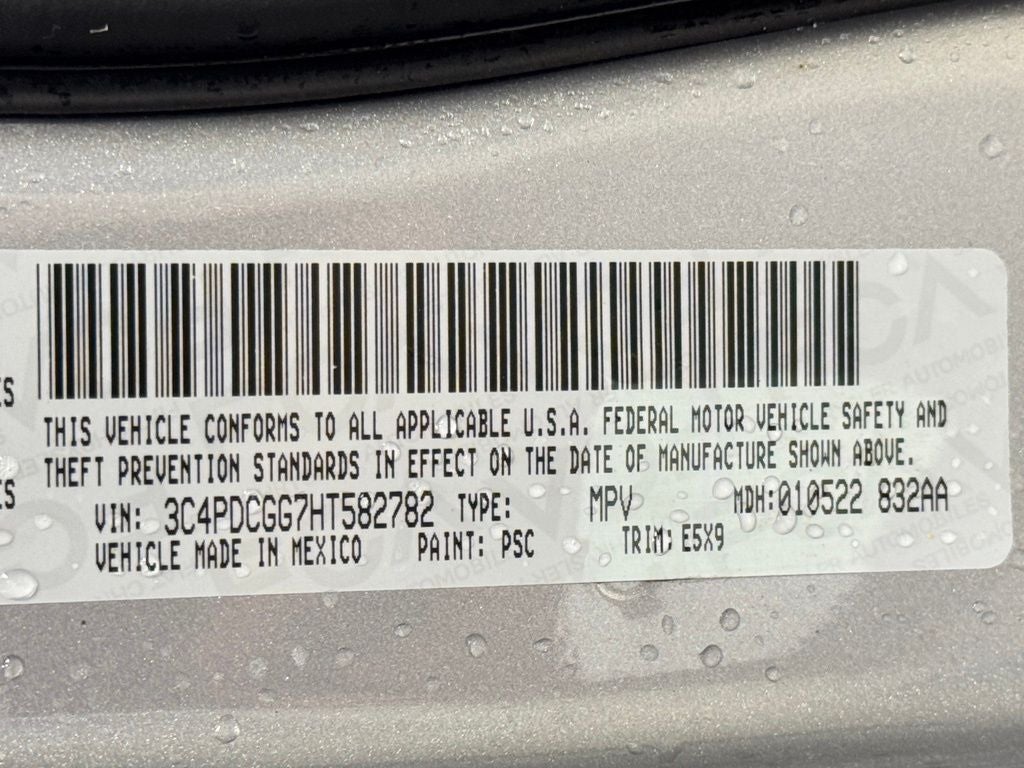 ES
THIS VEHICLE CONFORMS TO ALL APPLICABLE U.S.A. FEDERAL MOTOR VEHICLE SAFETY AND
THEFT PREVENTION STANDARDS IN EFFECT ON THE DATE OF MANUFACTURE SHOWN ABOVE.
ES
VIN: 3C4PDCGG7HT582782 TYPE: MPV MDH:010522 832AA
VEHICLE MADE IN MEXICO PAINT: PSC TRIM: E5X9